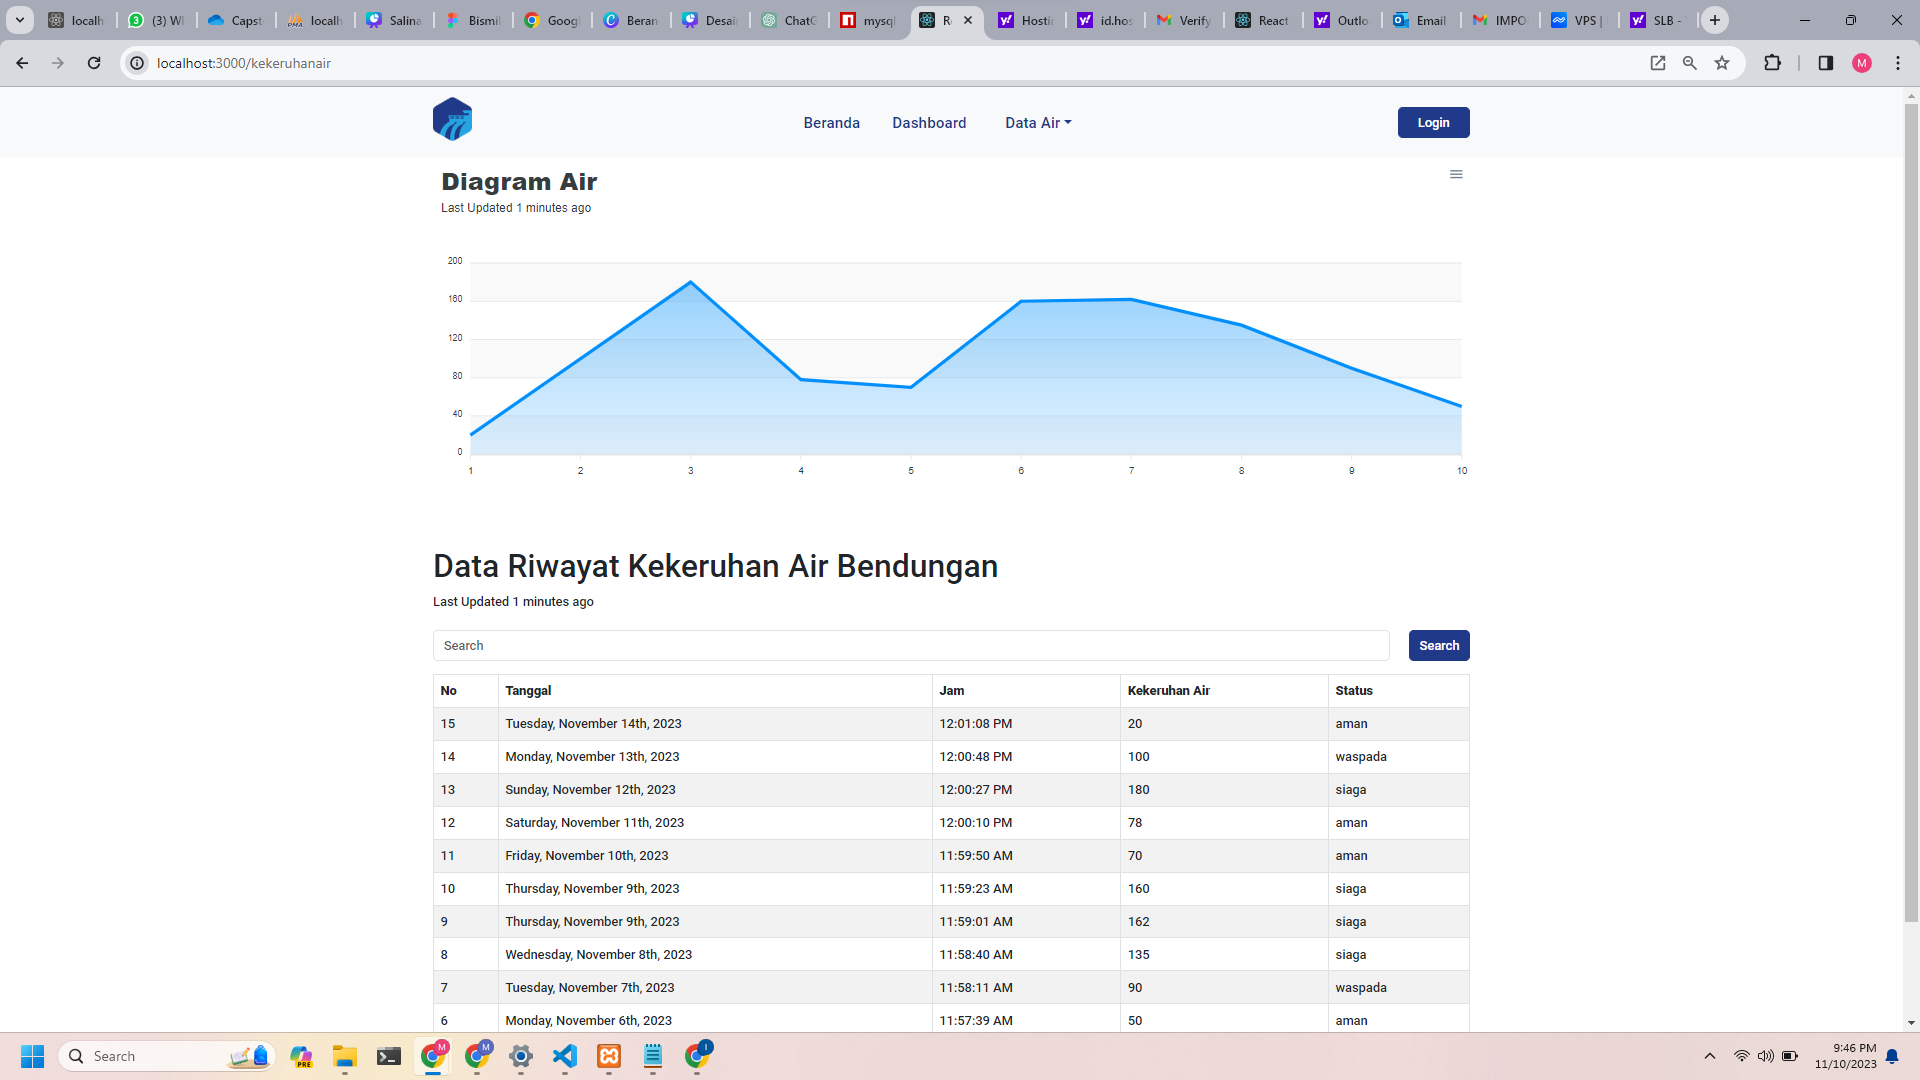 localh
(3) W
Capst
localh
Salina
Bismil
Googl
Beran
Desain
ChatG
mysql
Re
Hostin
id.hos
Verify
React
Outlo
Email
IMPO
VPS |
SLB -
localhost:3000/kekeruhanair
M
Beranda
Dashboard
Data Air
Login
Diagram Air
Last Updated 1 minutes ago
200
160
120
80
40
0
1 2 3 4 5 6 7 8 9 10
Data Riwayat Kekeruhan Air Bendungan
Last Updated 1 minutes ago
Search
Search
No Tanggal Jam Kekeruhan Air Status
15 Tuesday, November 14th, 2023 12:01:08 PM 20 aman
14 Monday, November 13th, 2023 12:00:48 PM 100 waspada
13 Sunday, November 12th, 2023 12:00:27 PM 180 siaga
12 Saturday, November 11th, 2023 12:00:10 PM 78 aman
11 Friday, November 10th, 2023 11:59:50 AM 70 aman
10 Thursday, November 9th, 2023 11:59:23 AM 160 siaga
9 Thursday, November 9th, 2023 11:59:01 AM 162 siaga
8 Wednesday, November 8th, 2023 11:58:40 AM 135 siaga
7 Tuesday, November 7th, 2023 11:58:11 AM 90 waspada
6 Monday, November 6th, 2023 11:57:39 AM 50 aman
Search
PRE
M
M
I
9:46 PM
11/10/2023